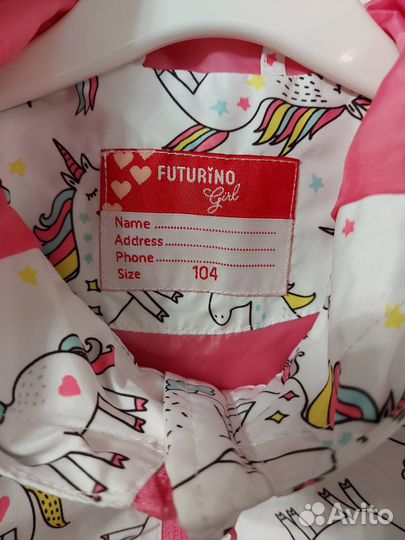 FUTURINO
Girl
Name
Address
Phone
Size 104
Avito